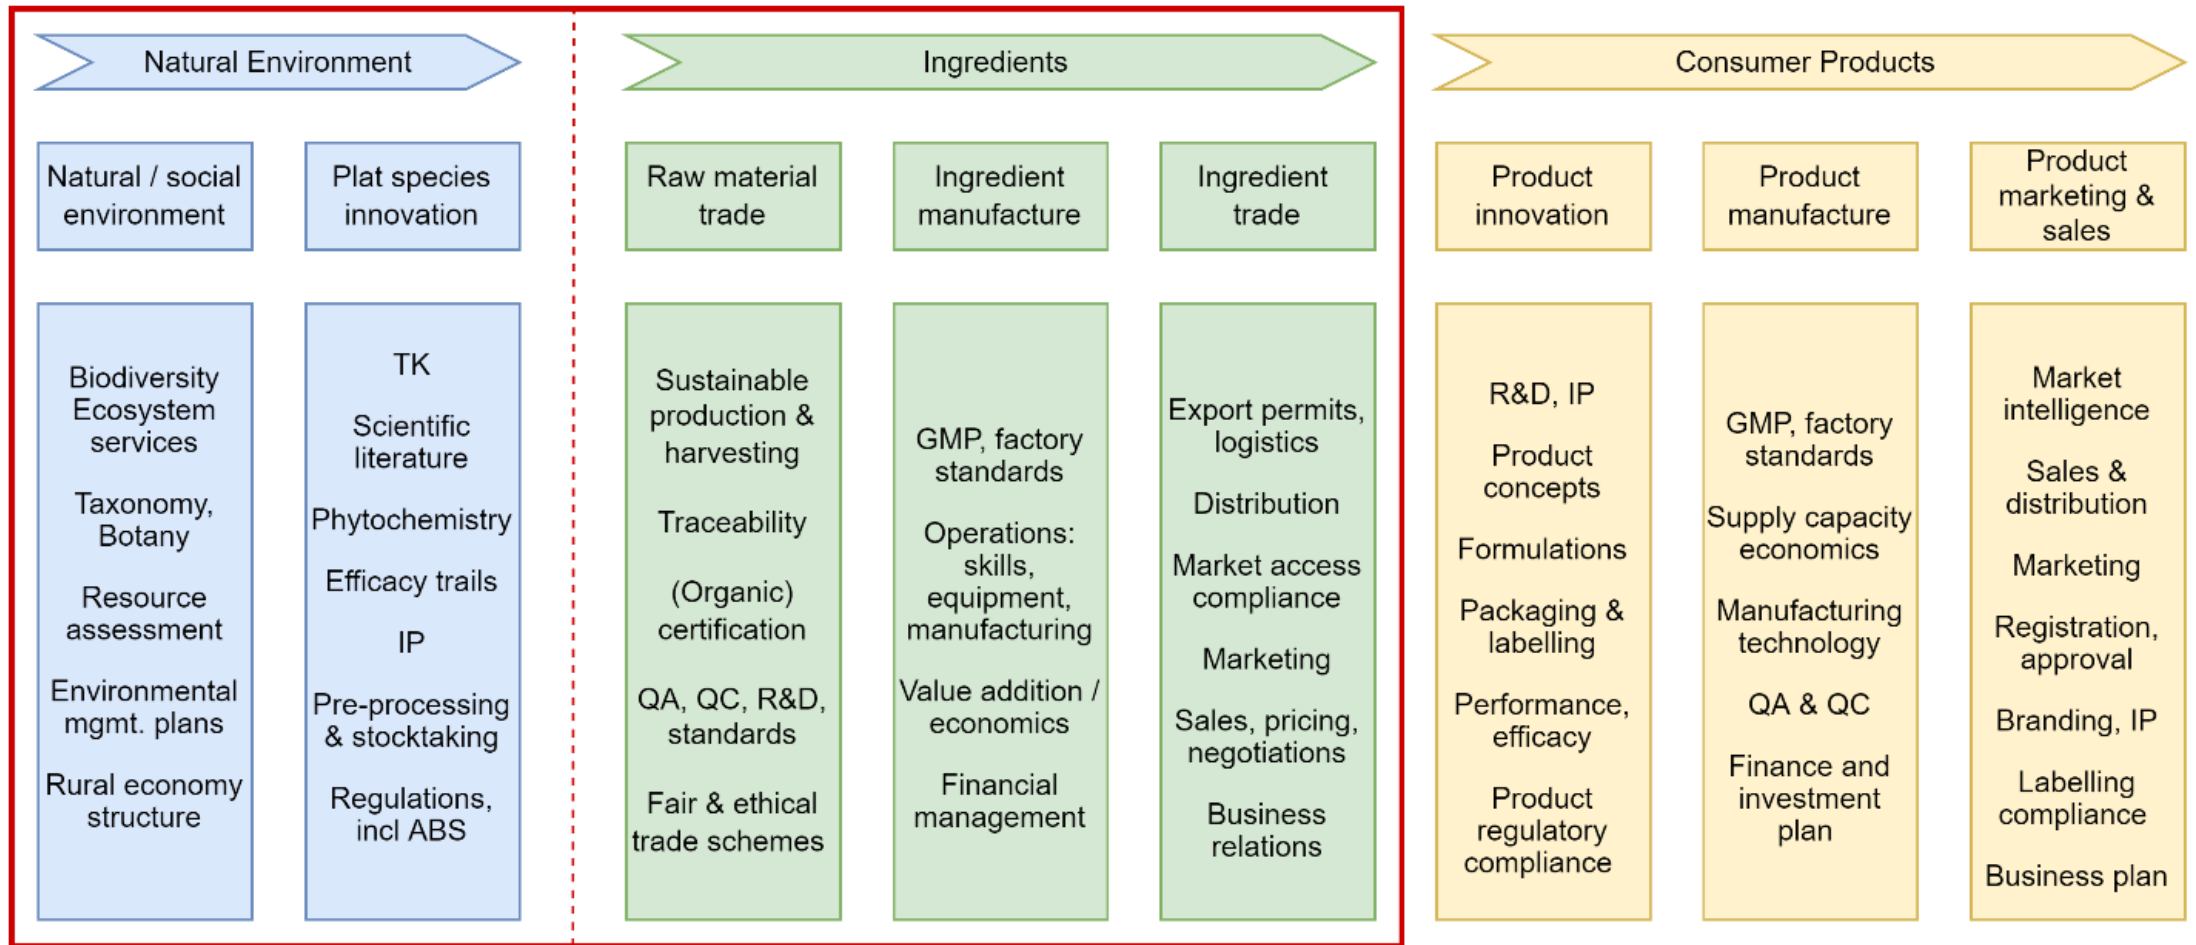 Natural Environment
Ingredients
Consumer Products
Natural / social
environment
Plat species
innovation
Raw material
trade
Ingredient
manufacture
Ingredient
trade
Product
innovation
Product
manufacture
Product
marketing &
sales
Biodiversity
Ecosystem
services
Taxonomy,
Botany
Resource
assessment
Environmental
mgmt. plans
Rural economy
structure
TK
Scientific
literature
Phytochemistry
Efficacy trails
IP
Pre-processing
& stocktaking
Regulations,
incl ABS
Sustainable
production &
harvesting
Traceability
(Organic)
certification
QA, QC, R&D,
standards
Fair & ethical
trade schemes
GMP, factory
standards
Operations:
skills,
equipment,
manufacturing
Value addition /
economics
Financial
management
Export permits,
logistics
Distribution
Market access
compliance
Marketing
Sales, pricing,
negotiations
Business
relations
R&D, IP
Product
concepts
Formulations
Packaging &
labelling
Performance,
efficacy
Product
regulatory
compliance
GMP, factory
standards
Supply capacity
economics
Manufacturing
technology
QA & QC
Finance and
investment
plan
Market
intelligence
Sales &
distribution
Marketing
Registration,
approval
Branding, IP
Labelling
compliance
Business plan